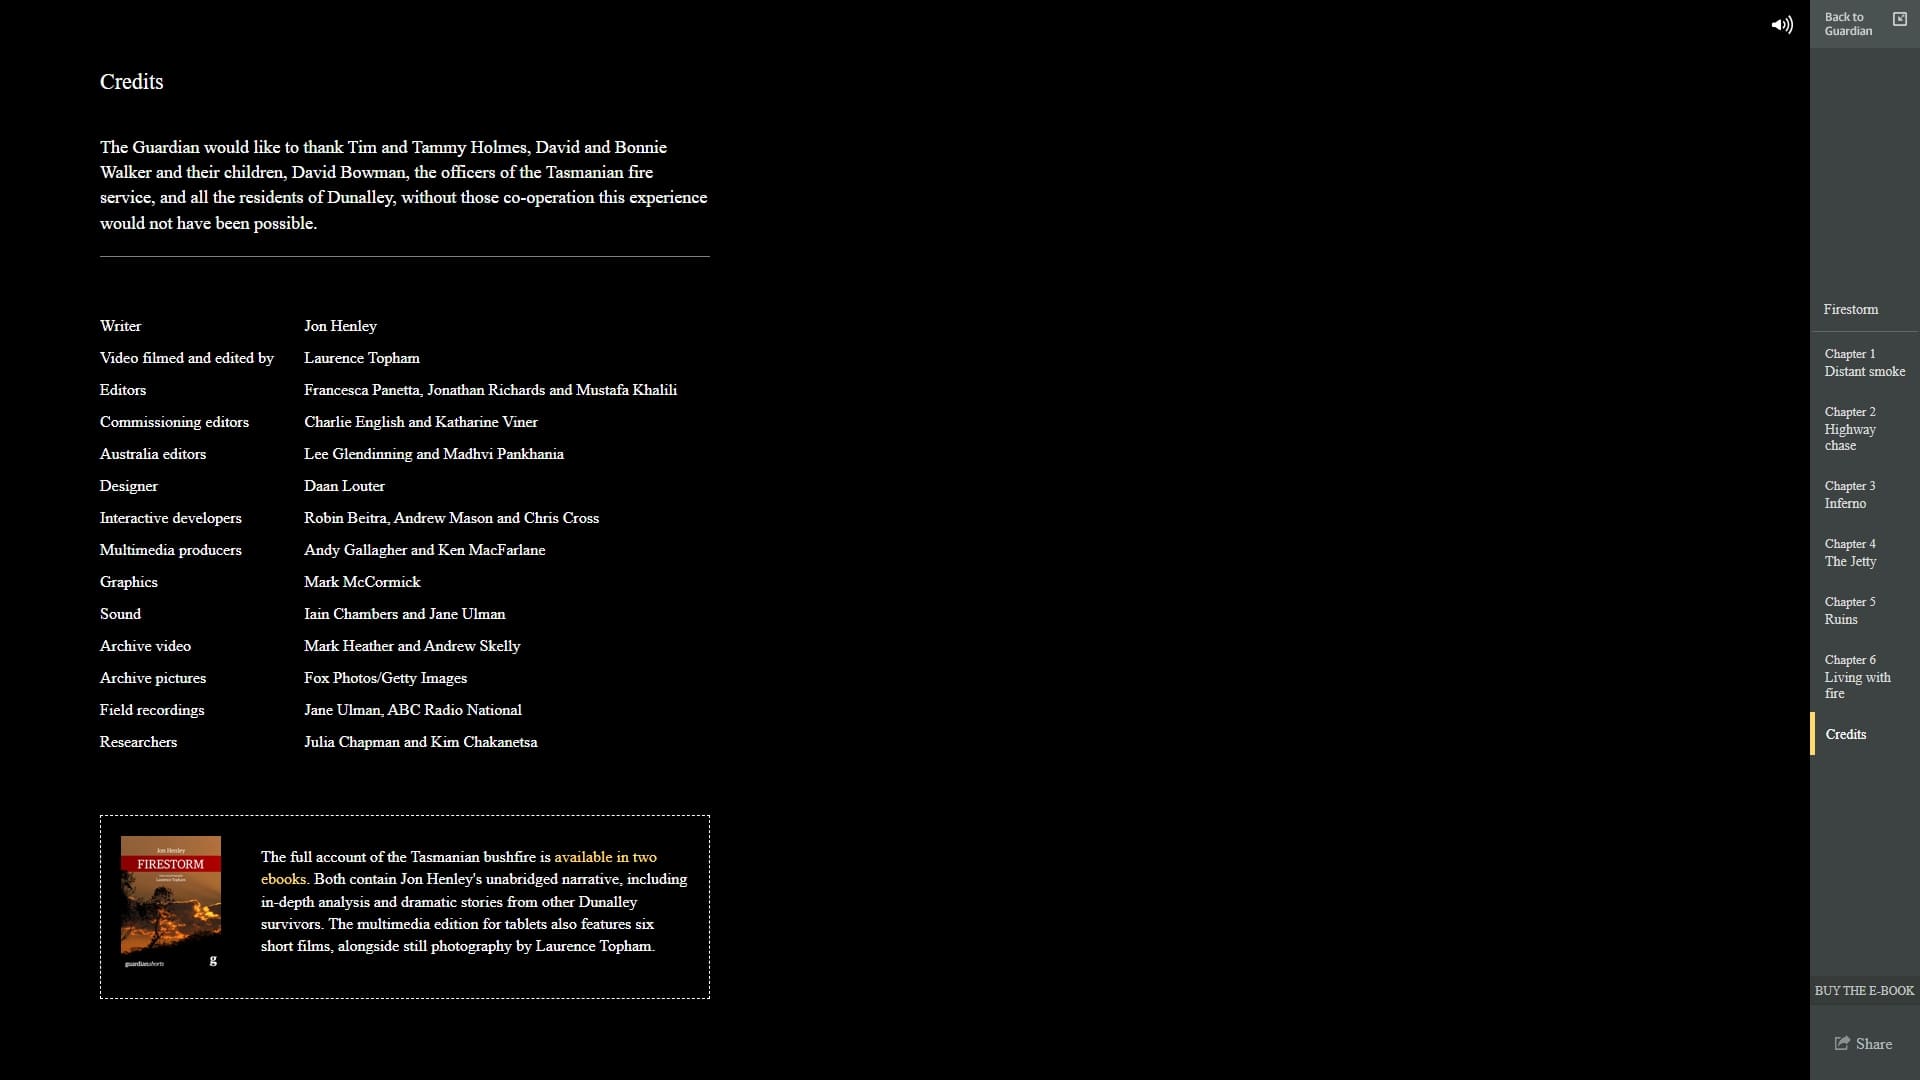 Back to
Guardian
Credits
The Guardian would like to thank Tim and Tammy Holmes, David and Bonnie
Walker and their children, David Bowman, the officers of the Tasmanian fire
service, and all the residents of Dunalley, without those co-operation this experience
would not have been possible.
Writer Jon Henley
Video filmed and edited by Laurence Topham
Editors Francesca Panetta, Jonathan Richards and Mustafa Khalili
Commissioning editors Charlie English and Katharine Viner
Australia editors Lee Glendinning and Madhvi Pankhania
Designer Daan Louter
Interactive developers Robin Beitra, Andrew Mason and Chris Cross
Multimedia producers Andy Gallagher and Ken MacFarlane
Graphics Mark McCormick
Sound Iain Chambers and Jane Ulman
Archive video Mark Heather and Andrew Skelly
Archive pictures Fox Photos/Getty Images
Field recordings Jane Ulman, ABC Radio National
Researchers Julia Chapman and Kim Chakanetsa
Jon Henley
FIRESTORM
Laurence Topham
guardianshorts
g
The full account of the Tasmanian bushfire is available in two
ebooks. Both contain Jon Henley's unabridged narrative, including
in-depth analysis and dramatic stories from other Dunalley
survivors. The multimedia edition for tablets also features six
short films, alongside still photography by Laurence Topham.
Firestorm
Chapter 1
Distant smoke
Chapter 2
Highway
chase
Chapter 3
Inferno
Chapter 4
The Jetty
Chapter 5
Ruins
Chapter 6
Living with
fire
Credits
BUY THE E-BOOK
Share